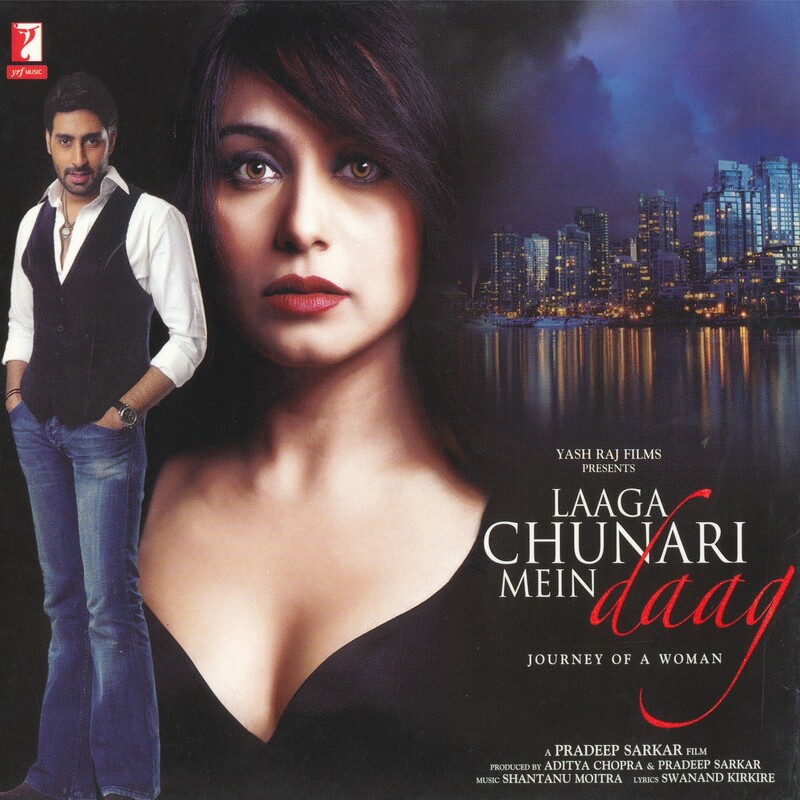 yrf MUSIC
YASH RAJ FILMS
PRESENTS
LAAGA
CHUNARI
MEIN daag
JOURNEY OF A WOMAN
A PRADEEP SARKAR FILM
PRODUCED BY ADITYA CHOPRA & PRADEEP SARKAR
MUSIC SHANTANU MOITRA LYRICS SWANAND KIRKIRE